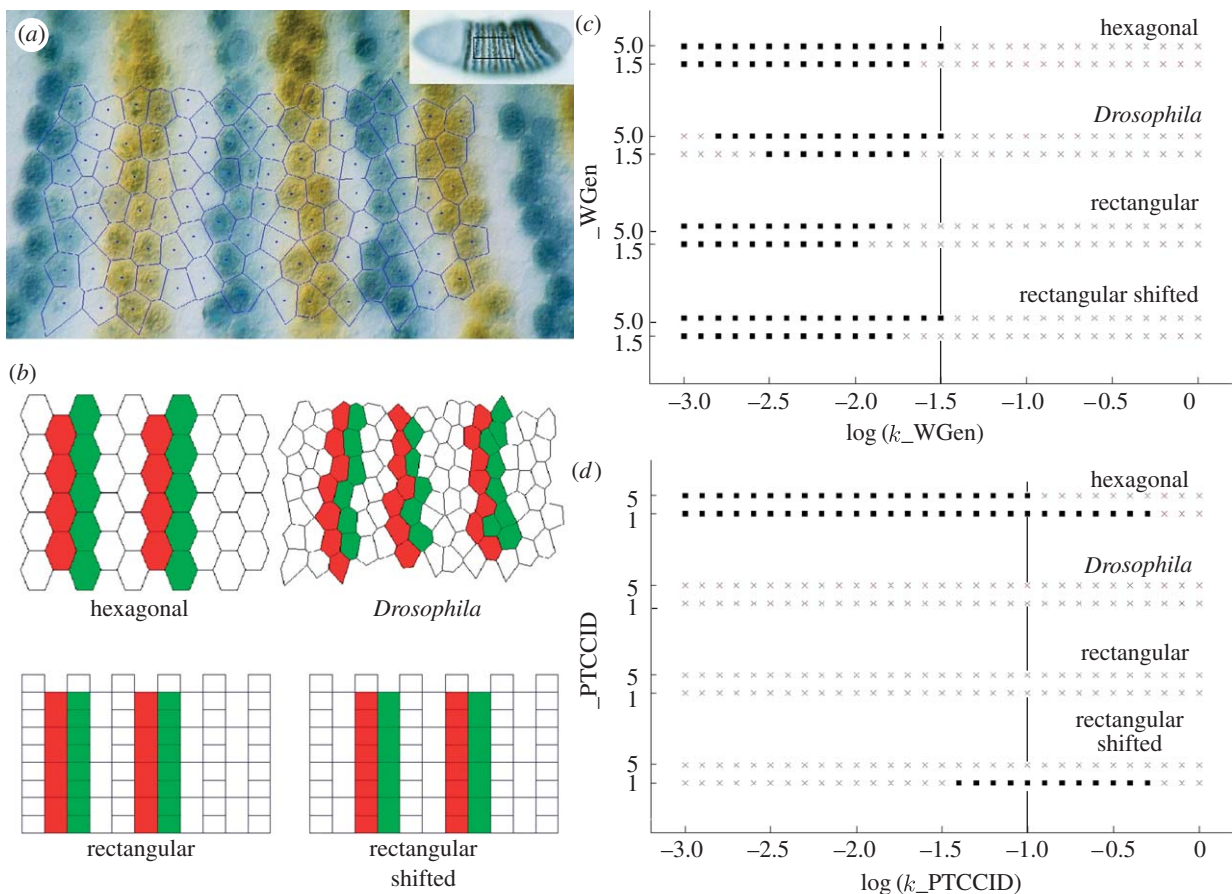 (a)
(b)
hexagonal
Drosophila
rectangular
rectangular
shifted
(c)
_WGen
hexagonal
5.0
1.5
Drosophila
5.0
1.5
rectangular
5.0
1.5
rectangular shifted
5.0
1.5
−3.0 −2.5 −2.0 −1.5 −1.0 −0.5 0
log (k_WGen)
(d)
_PTCCID
hexagonal
5
1
Drosophila
5
1
rectangular
5
1
rectangular
shifted
5
1
−3.0 −2.5 −2.0 −1.5 −1.0 −0.5 0
log (k_PTCCID)